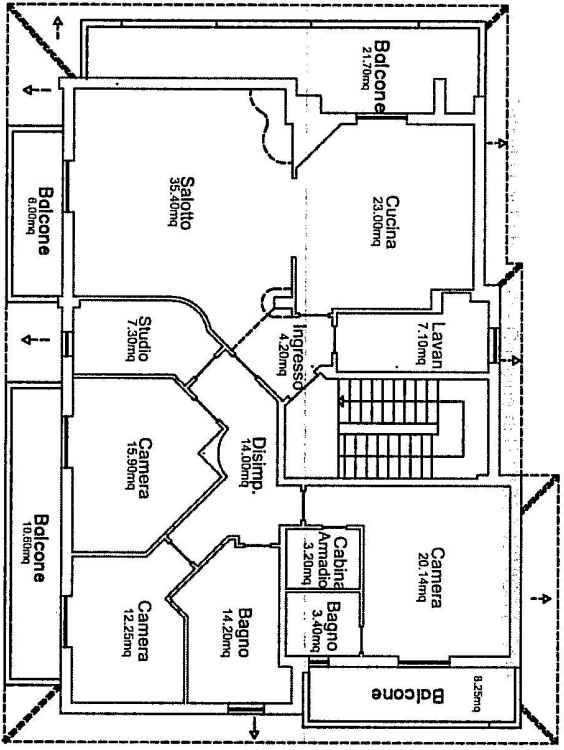 Balcone
21.70mq
Cucina
23.00mq
Salotto
35.40mq
Balcone
6.00mq
Lavan
7.10mq
Ingresso
4.20mq
Studio
7.30mq
Disimp.
14.00mq
Camera
15.90mq
Balcone
10.60mq
Camera
20.14mq
Cabina
Armadio
3.20mq
Bagno
3.40mq
Bagno
14.20mq
Camera
12.25mq
Balcone
8.25mq